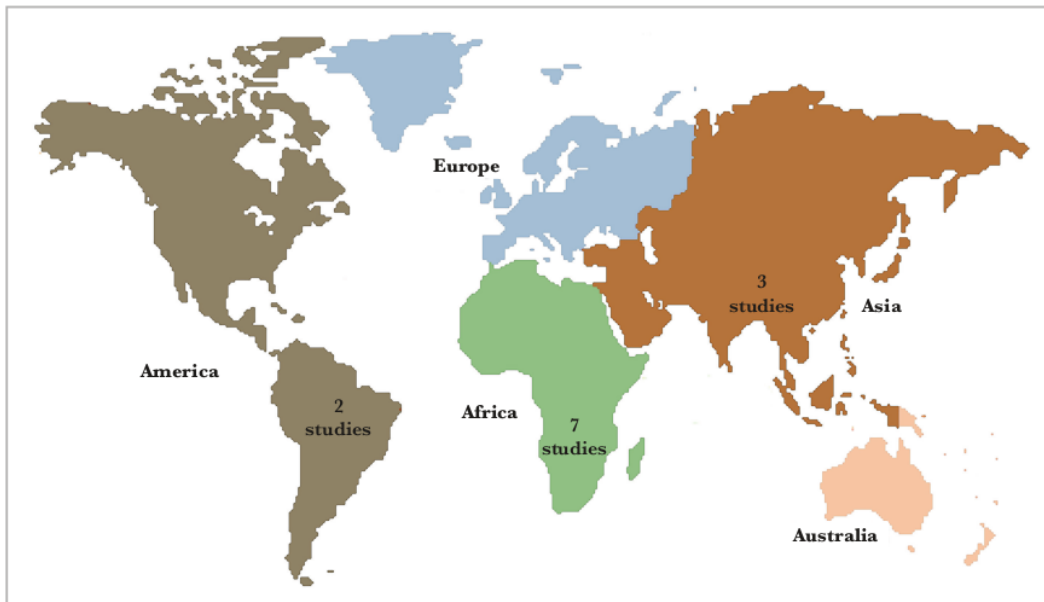 Europe
3
studies
Asia
America
2
studies
Africa
7
studies
Australia